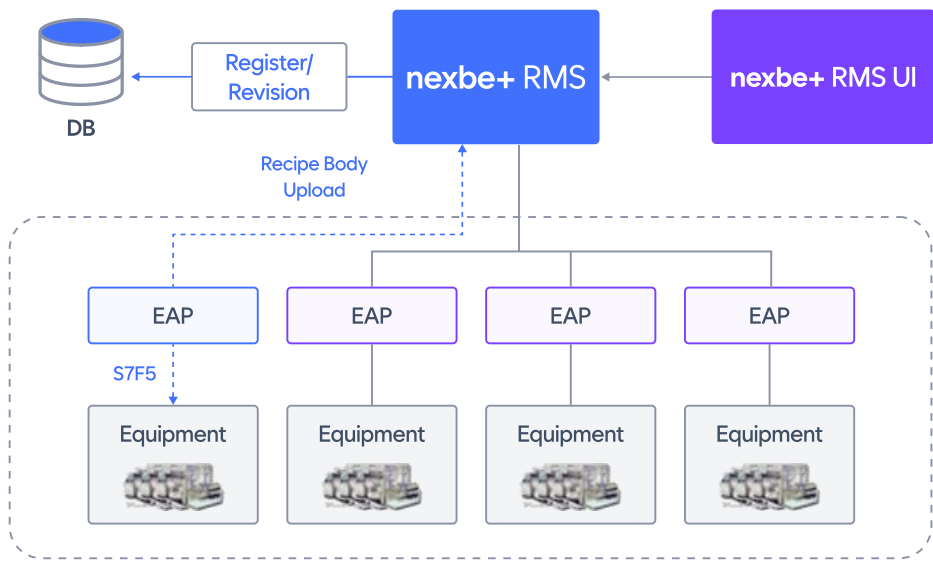 Register/
Revision
nexbe+ RMS
nexbe+ RMS UI
DB
Recipe Body
Upload
EAP
EAP
EAP
EAP
S7F5
Equipment
Equipment
Equipment
Equipment